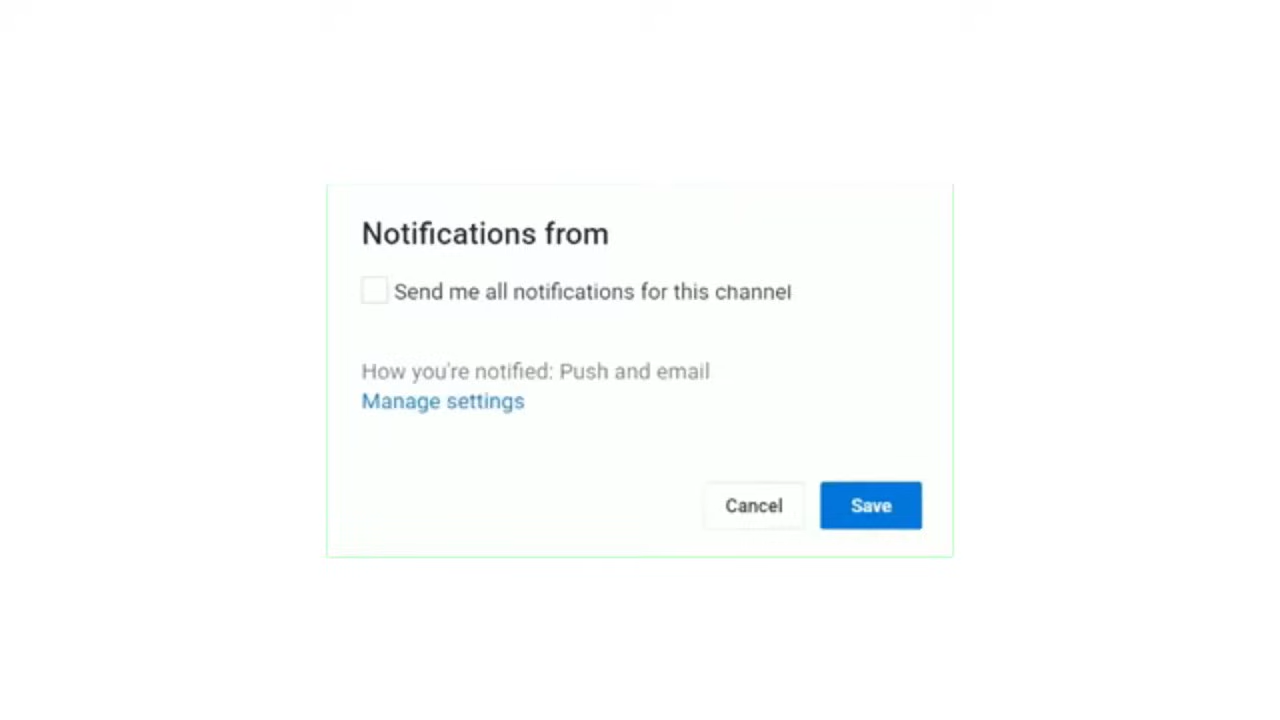 Notifications from
Send me all notifications for this channel
How you're notified: Push and email
Manage settings
Cancel Save